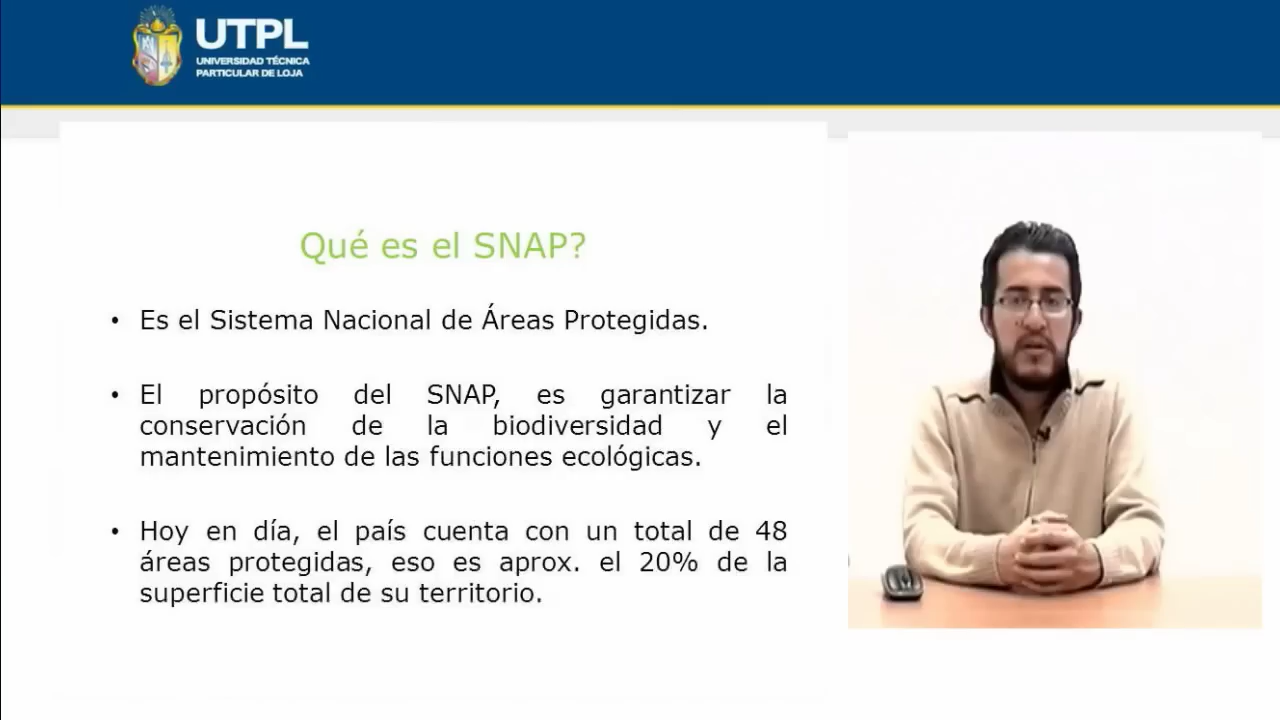 UTPL
UNIVERSIDAD TÉCNICA
PARTICULAR DE LOJA
Qué es el SNAP?
• Es el Sistema Nacional de Áreas Protegidas.
• El propósito del SNAP, es garantizar la
conservación de la biodiversidad y el
mantenimiento de las funciones ecológicas.
• Hoy en día, el país cuenta con un total de 48
áreas protegidas, eso es aprox. el 20% de la
superficie total de su territorio.